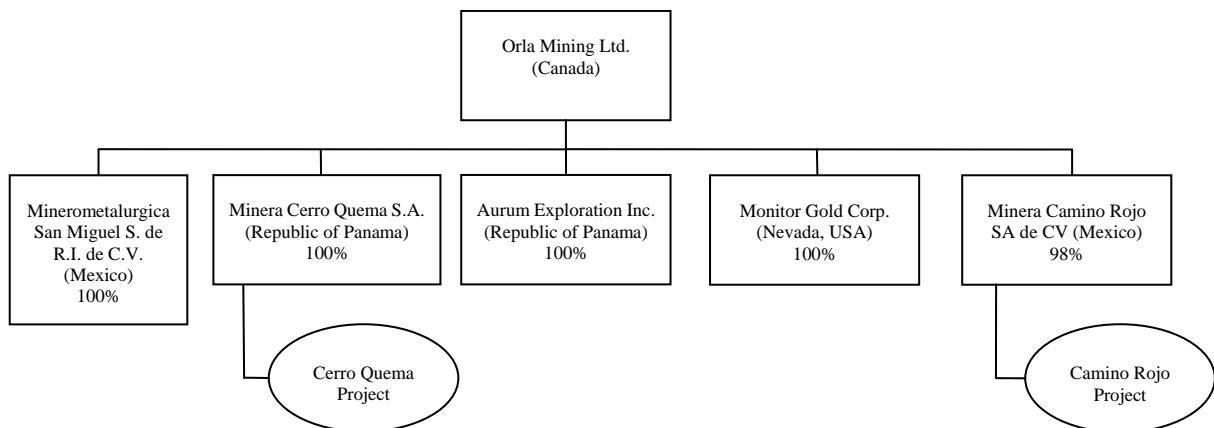 Orla Mining Ltd.
(Canada)
Minerometalurgica
San Miguel S. de
R.I. de C.V.
(Mexico)
100%
Minera Cerro Quema S.A.
(Republic of Panama)
100%
Aurum Exploration Inc.
(Republic of Panama)
100%
Monitor Gold Corp.
(Nevada, USA)
100%
Minera Camino Rojo
SA de CV (Mexico)
98%
Cerro Quema
Project
Camino Rojo
Project